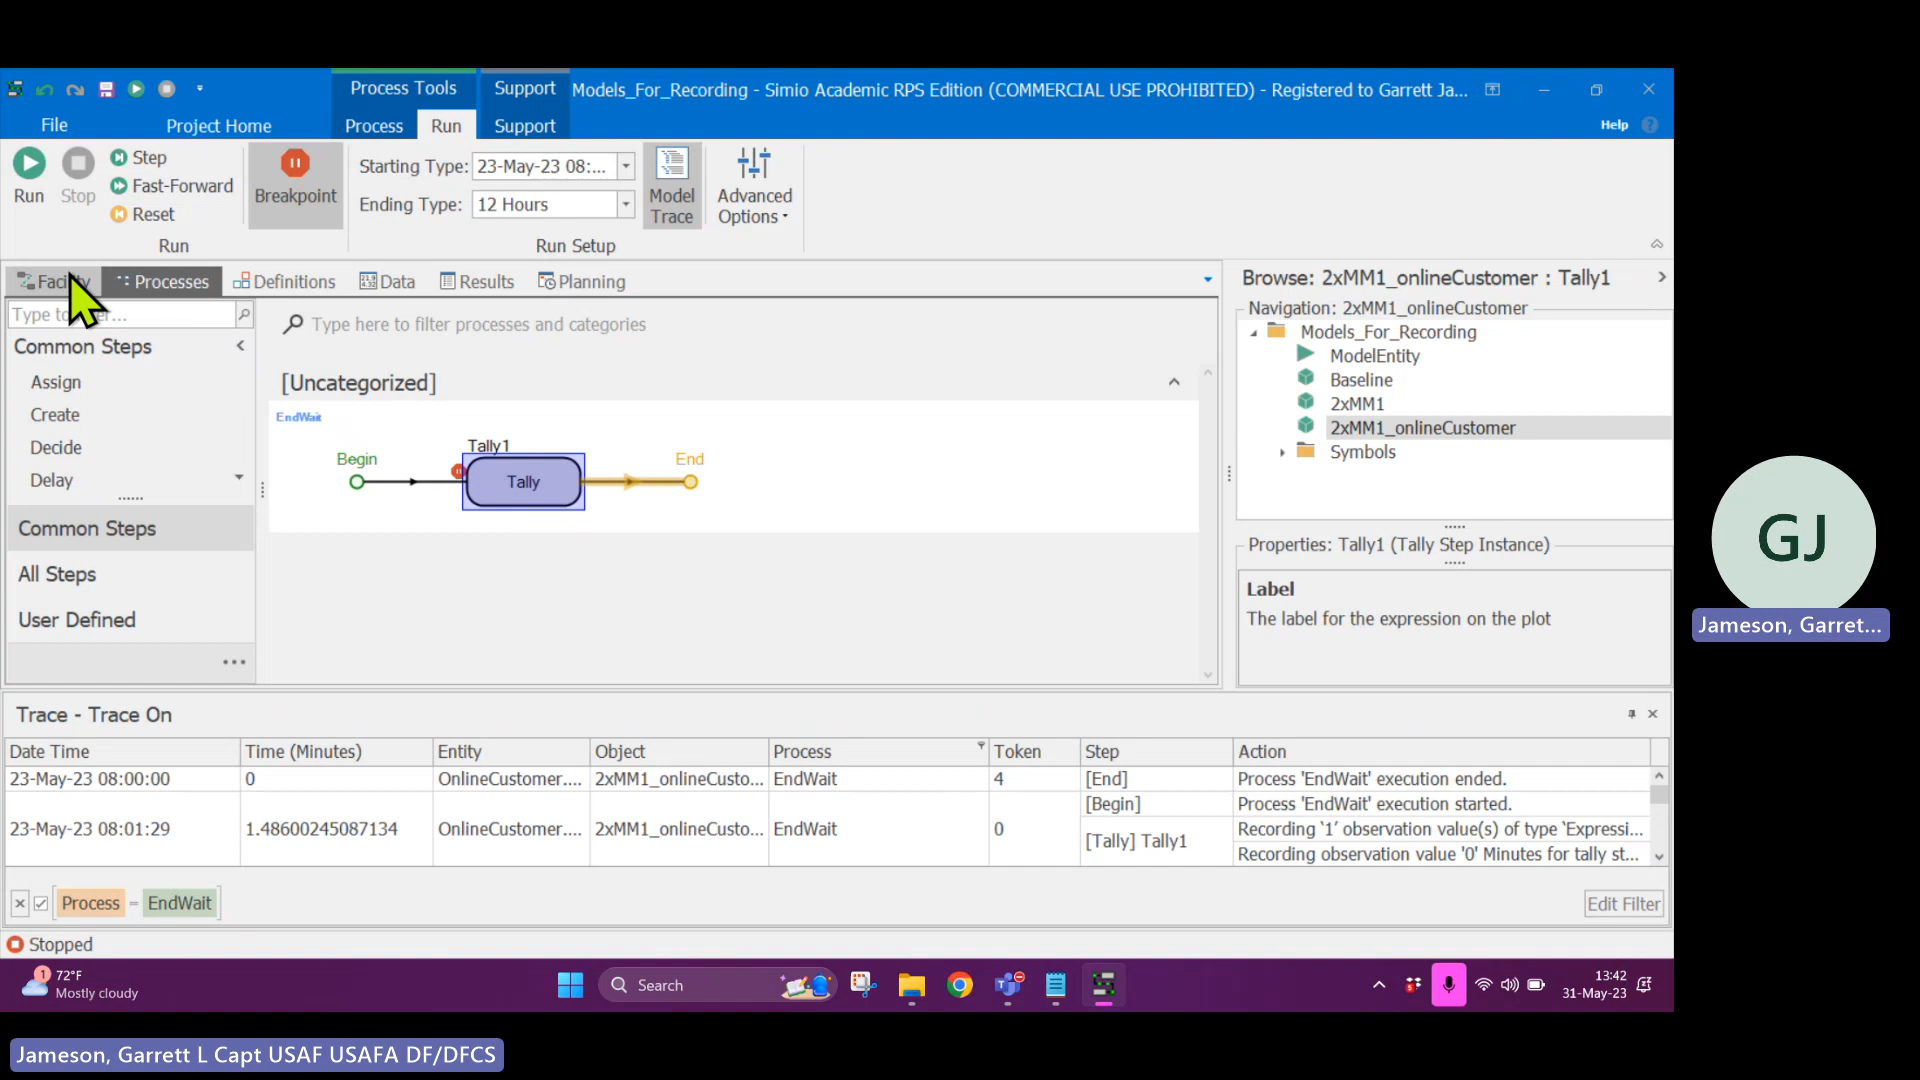 Process Tools
Support
Models_For_Recording - Simio Academic RPS Edition (COMMERCIAL USE PROHIBITED) - Registered to Garrett Ja...
File
Project Home
Process
Run
Support
Help
?
Run
Stop
Step
Fast-Forward
Reset
Run
Breakpoint
Starting Type:
23-May-23 08:...
Ending Type:
12 Hours
Run Setup
Model Trace
Advanced Options
Processes
Definitions
Data
Results
Planning
Common Steps
Assign
Create
Decide
Delay
Common Steps
All Steps
User Defined
Type here to filter processes and categories
[Uncategorized]
EndWait
Begin
Tally1
Tally
End
Browse: 2xMM1_onlineCustomer : Tally1
Navigation: 2xMM1_onlineCustomer
Models_For_Recording
ModelEntity
Baseline
2xMM1
2xMM1_onlineCustomer
Symbols
Properties: Tally1 (Tally Step Instance)
Label
The label for the expression on the plot
GJ
Jameson, Garret...
Trace - Trace On
Date Time Time (Minutes) Entity Object Process Token Step Action
23-May-23 08:00:00 0 OnlineCustomer.... 2xMM1_onlineCusto... EndWait 4 [End] Process 'EndWait' execution ended.
[Begin] Process 'EndWait' execution started.
23-May-23 08:01:29 1.48600245087134 OnlineCustomer.... 2xMM1_onlineCusto... EndWait 0 Recording `1´ observation value(s) of type `Expressi...
[Tally] Tally1
Recording observation value '0' Minutes for tally st...
Process = EndWait
Edit Filter
Stopped
1
72°F
Mostly cloudy
Search
13:42
31-May-23
Jameson, Garrett L Capt USAF USAFA DF/DFCS